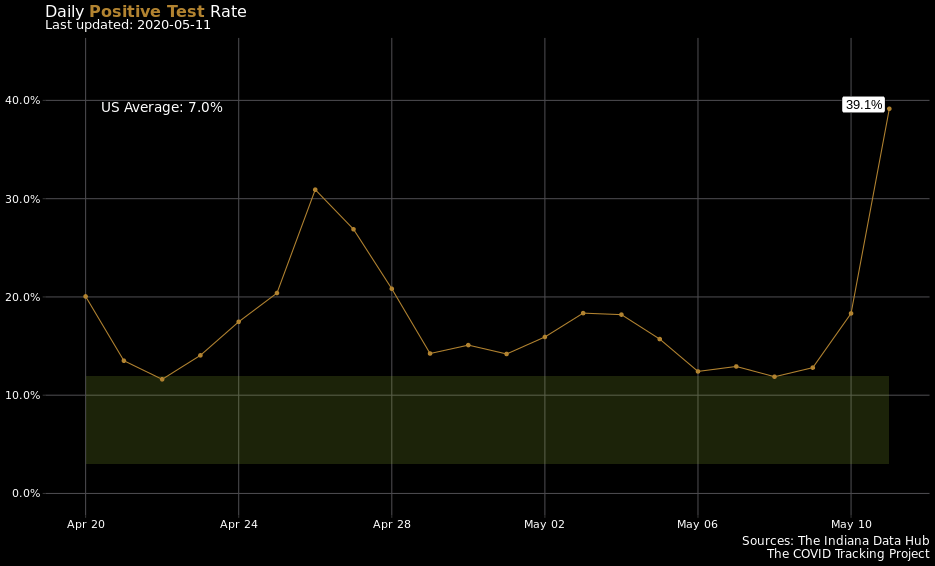 Daily Positive Test Rate
Last updated: 2020-05-11
40.0%
US Average: 7.0%
39.1%
30.0%
20.0%
10.0%
0.0%
Apr 20 Apr 24 Apr 28 May 02 May 06 May 10
Sources: The Indiana Data Hub
The COVID Tracking Project